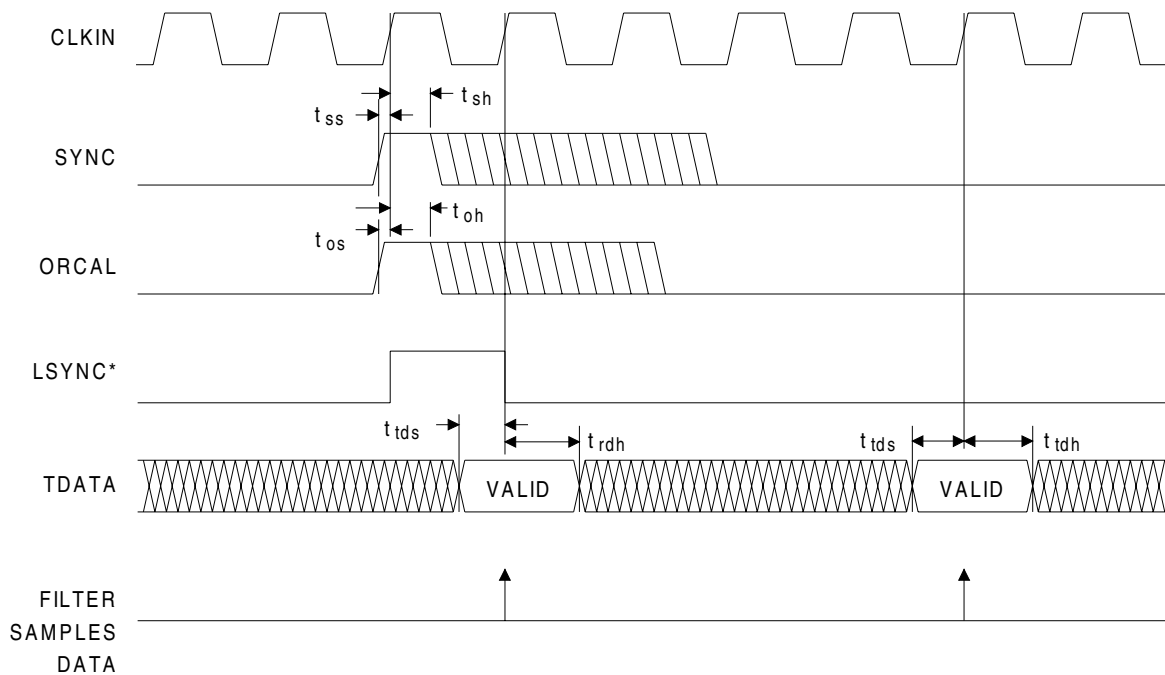 CLKIN
t sh
t ss
SYNC
t oh
t os
ORCAL
LSYNC*
t tds
t rdh
t tds
t tdh
TDATA
VALID
VALID
FILTER
SAMPLES
DATA